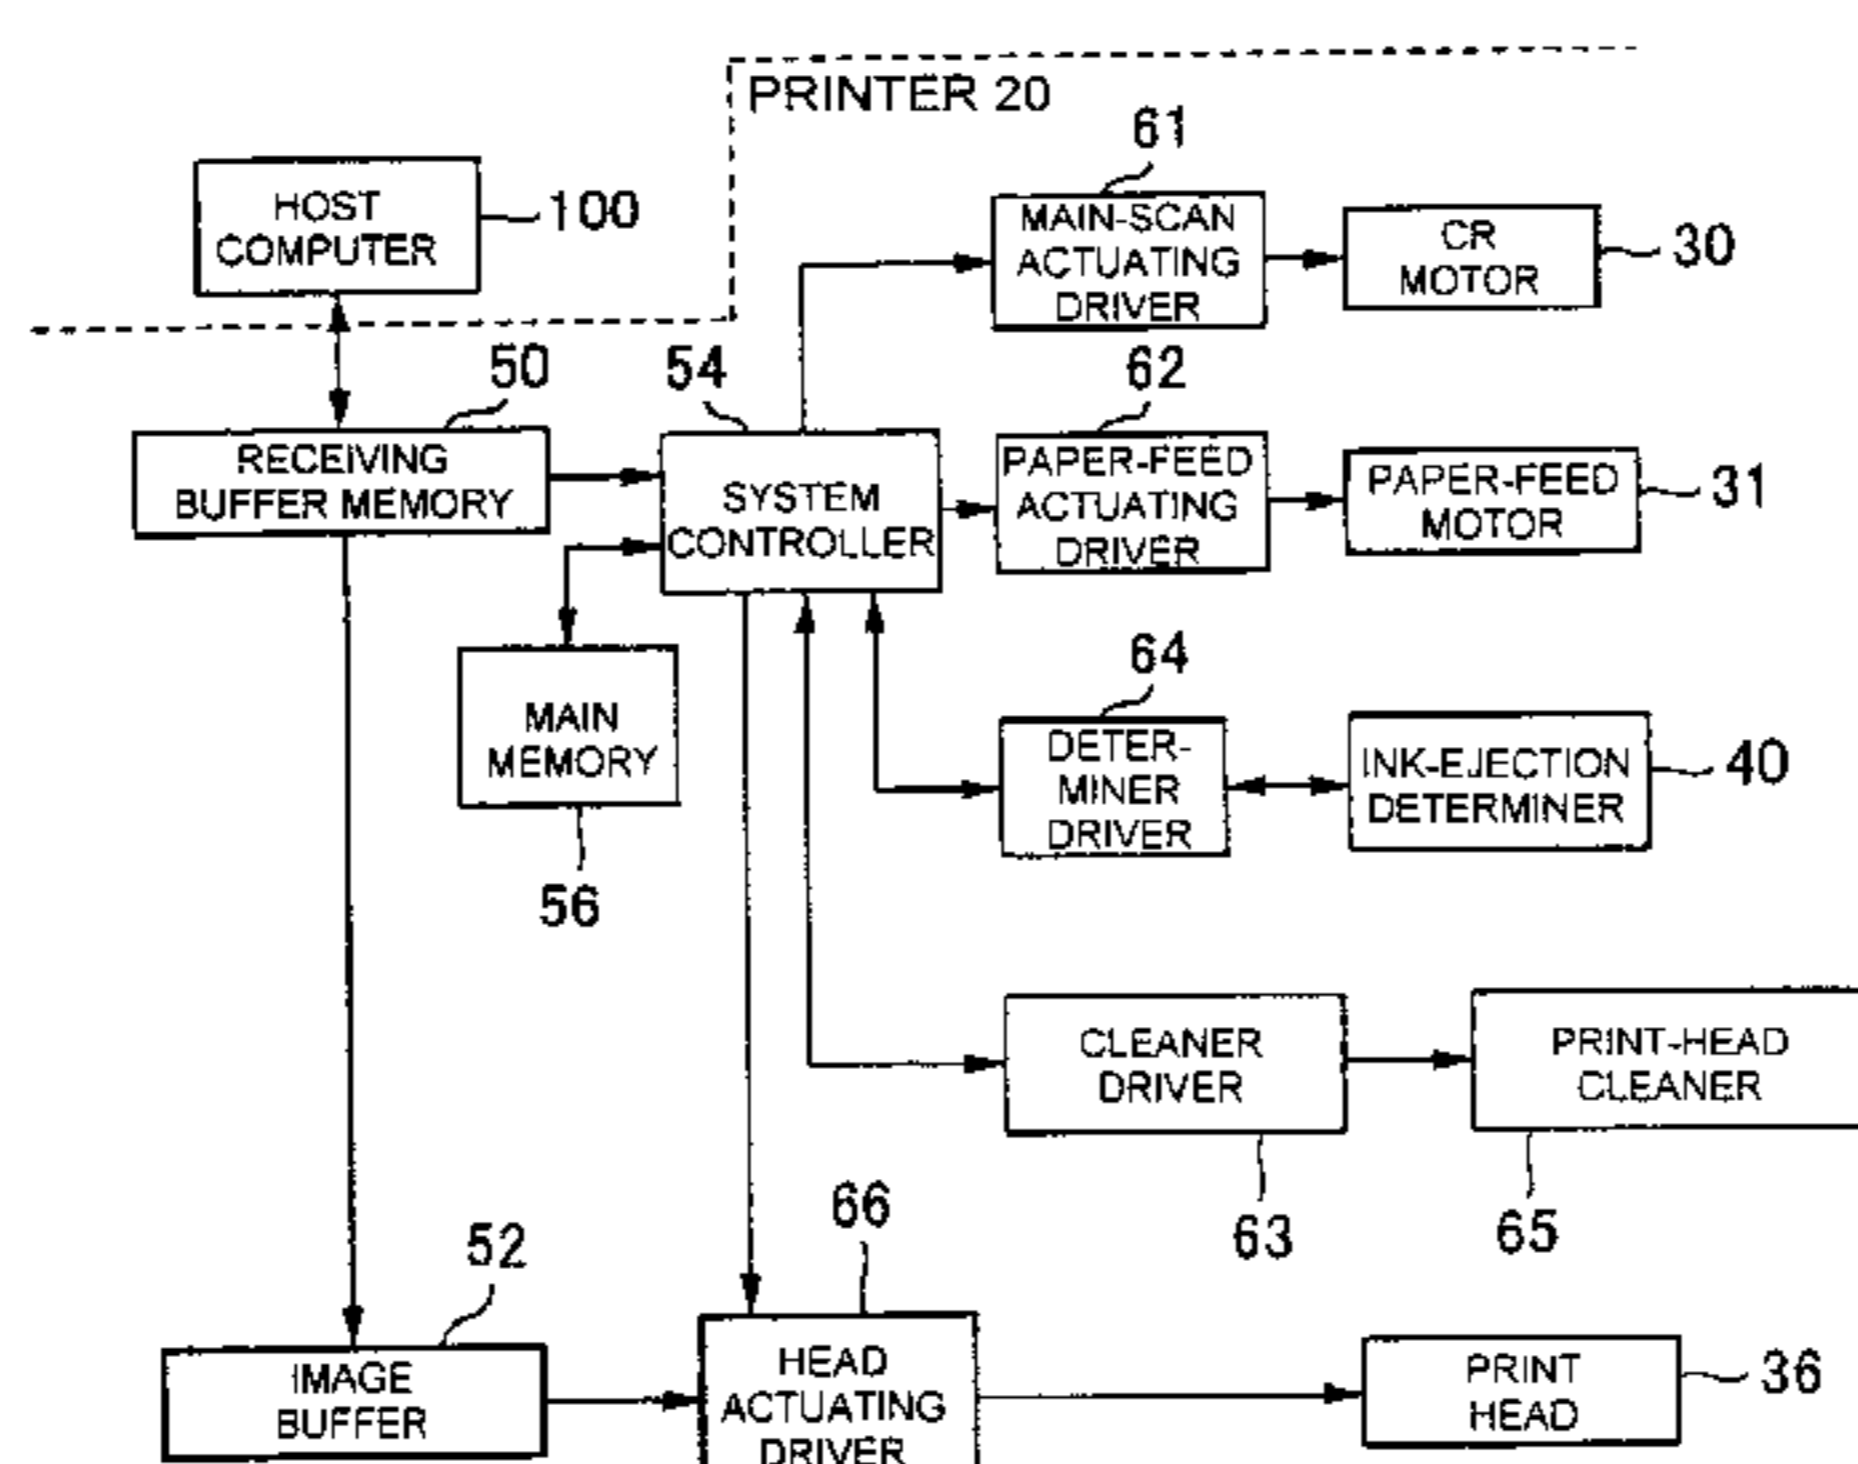 PRINTER 20
HOST
COMPUTER
100
61
MAIN-SCAN
ACTUATING
DRIVER
CR
MOTOR
30
50
RECEIVING
BUFFER MEMORY
54
SYSTEM
CONTROLLER
62
PAPER-FEED
ACTUATING
DRIVER
PAPER-FEED
MOTOR
31
MAIN
MEMORY
56
64
DETER-
MINER
DRIVER
INK-EJECTION
DETERMINER
40
CLEANER
DRIVER
63
PRINT-HEAD
CLEANER
65
52
IMAGE
BUFFER
66
HEAD
ACTUATING
DRIVER
PRINT
HEAD
36